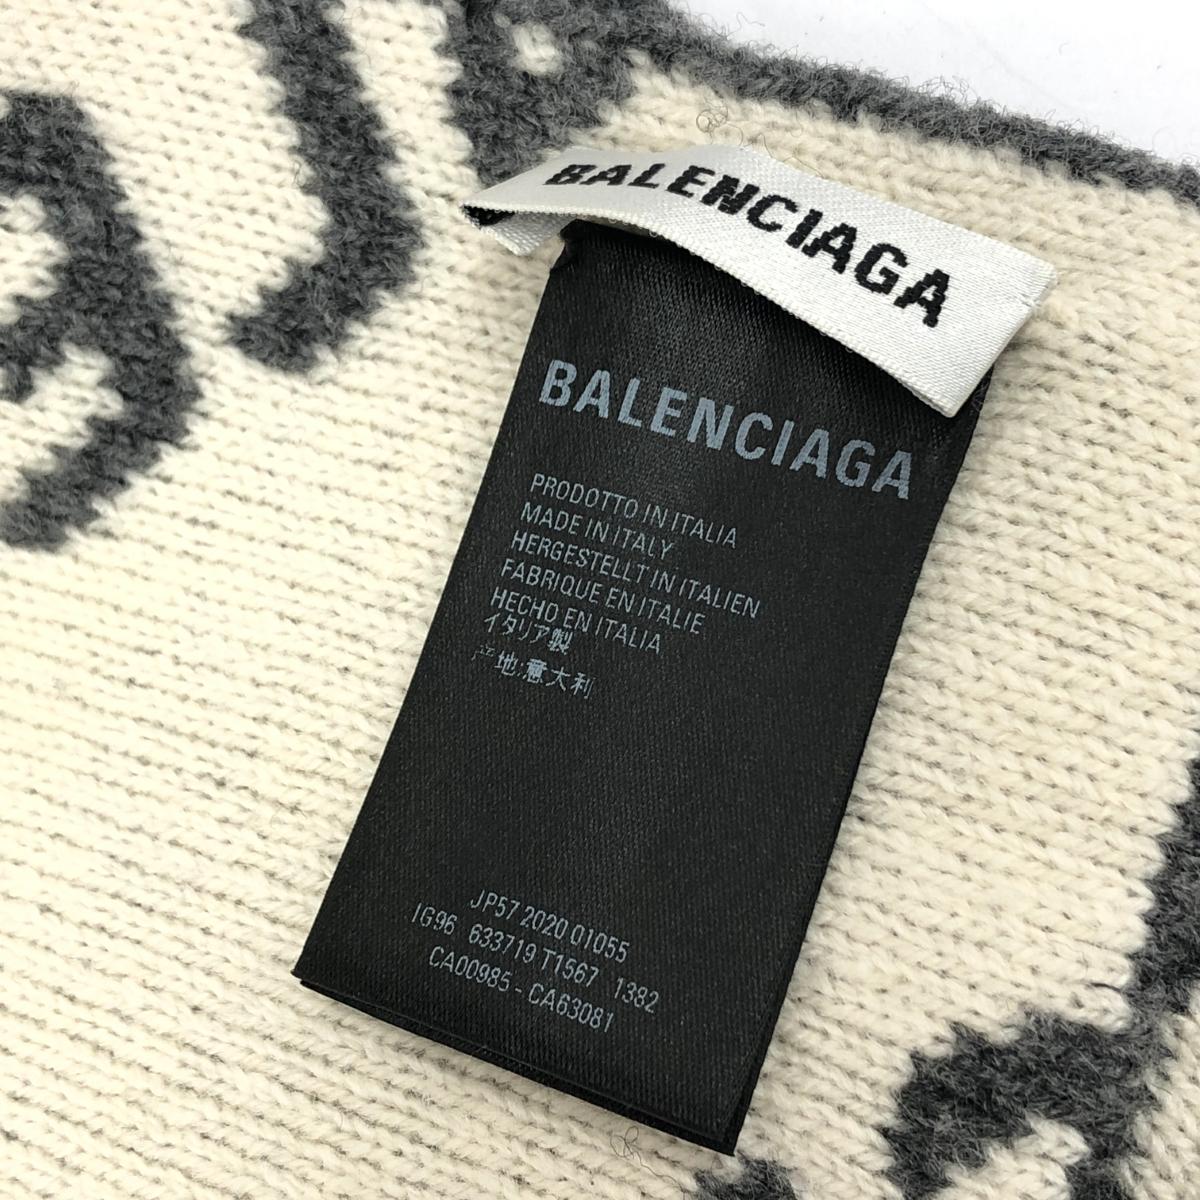 BALENCIAGA
BALENCIAGA
PRODOTTO IN ITALIA
MADE IN ITALY
HERGESTELLT IN ITALIEN
FABRIQUE EN ITALIE
HECHO EN ITALIA
イタリア製
产地:意大利
JP57 2020 01055
IG96 633719 T1567 1382
CA00985 - CA63081